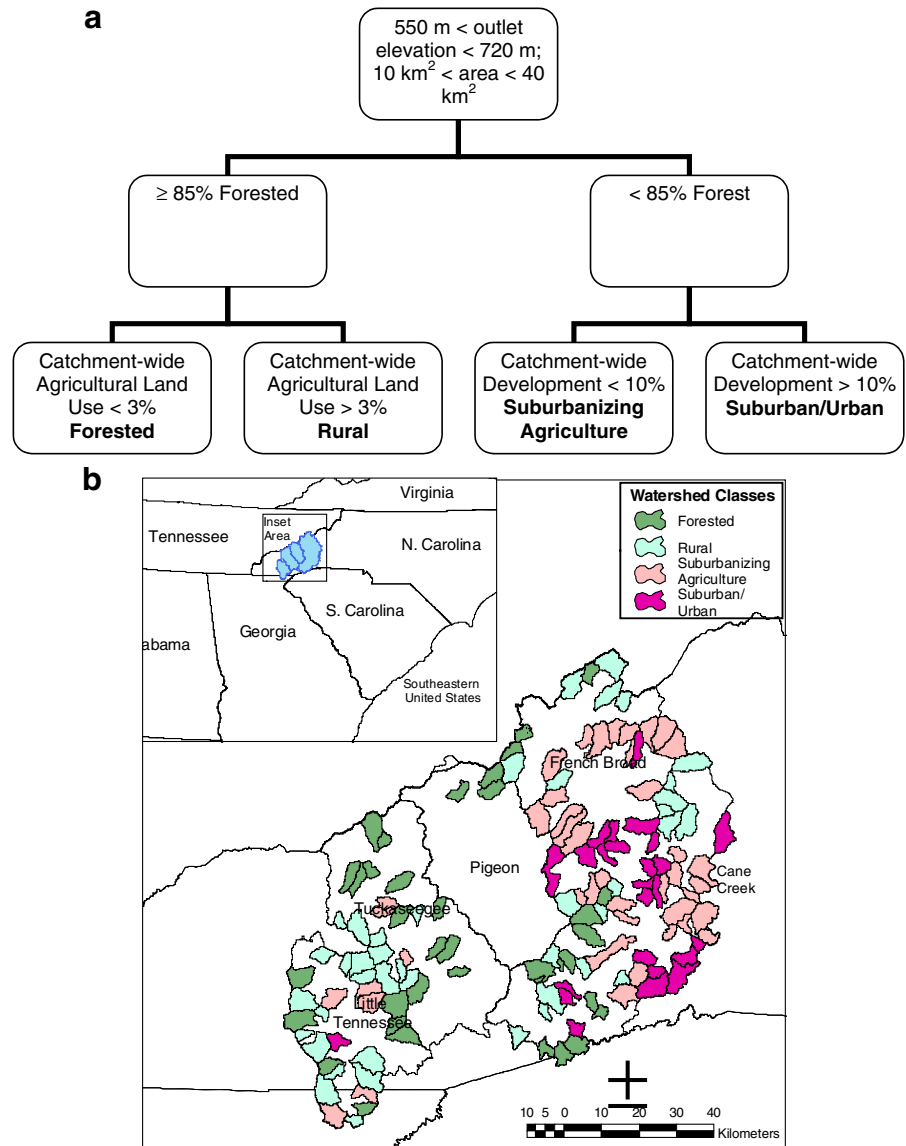 a
550 m < outlet
elevation < 720 m;
10 km² < area < 40
km²
≥ 85% Forested
< 85% Forest
Catchment-wide
Agricultural Land
Use < 3%
Forested
Catchment-wide
Agricultural Land
Use > 3%
Rural
Catchment-wide
Development < 10%
Suburbanizing
Agriculture
Catchment-wide
Development > 10%
Suburban/Urban
b
Virginia
Tennessee
Inset
Area
N. Carolina
S. Carolina
Georgia
abama
Southeastern
United States
Watershed Classes
Forested
Rural
Suburbanizing
Agriculture
Suburban/
Urban
French Broad
Pigeon
Cane
Creek
Tuckaseegee
Little
Tennessee
10 5 0 10 20 30 40
Kilometers